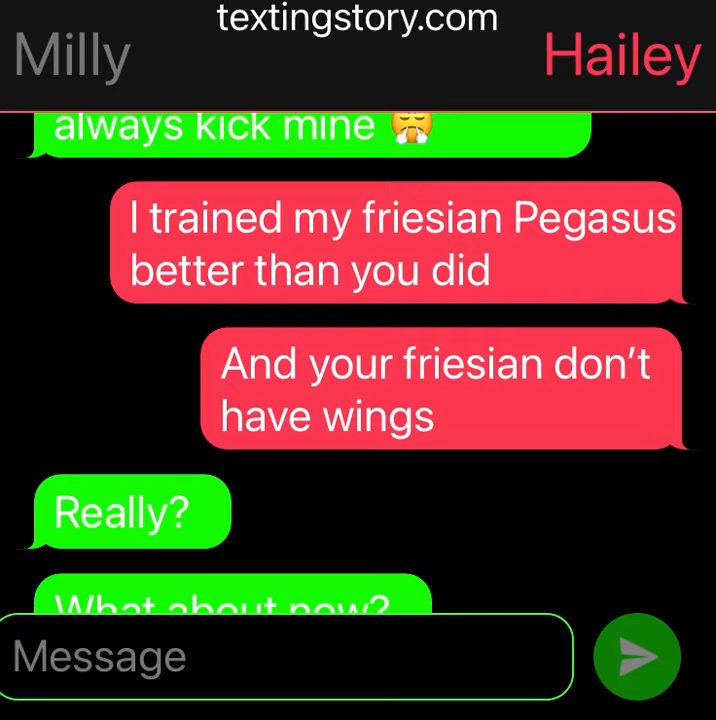 textingstory.com
Milly
Hailey
always kick mine 😤
I trained my friesian Pegasus
better than you did
And your friesian don’t
have wings
Really?
What about now?
Message